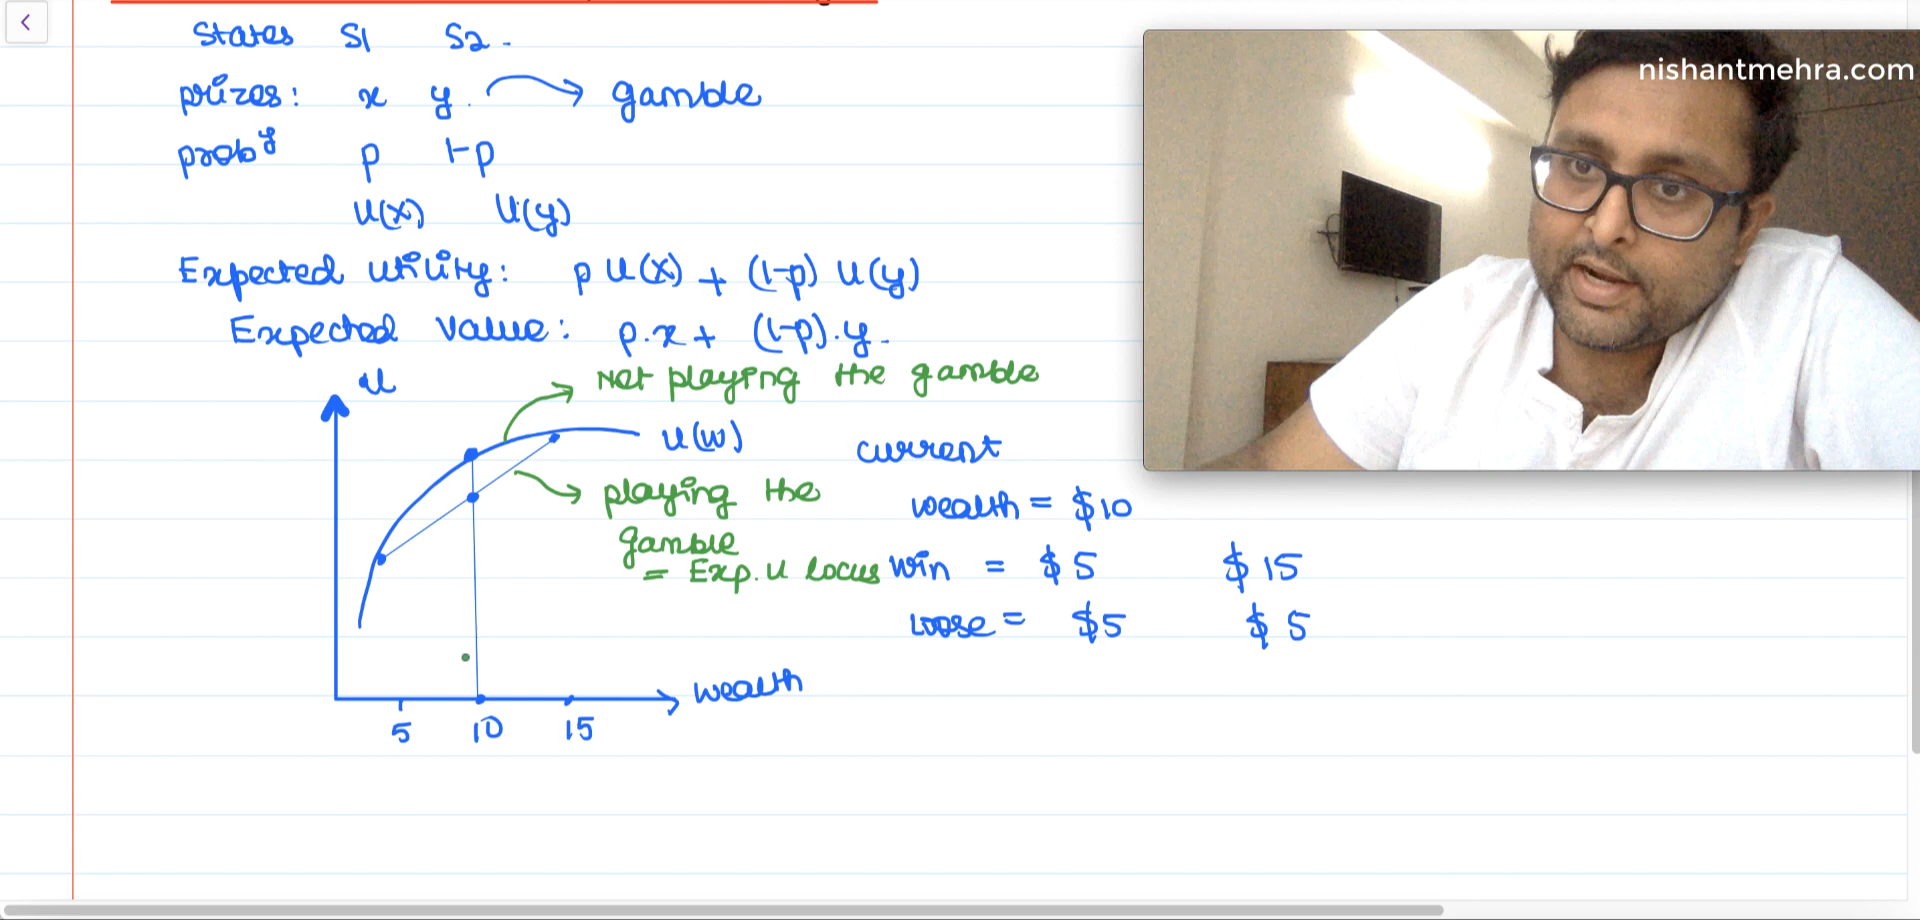 States S1 S2.
prizes: x y. → gamble
prob^y p 1-p
U(x) U(y)
Expected utility: p U(x) + (1-p) U(y)
Expected value: p.x + (1-p).y.
U
Not playing the gamble
U(w)
playing the
gamble
= Exp. U locus
current
wealth = $10
win = $5 $15
loose = $5 $5
wealth
5 10 15
nishantmehra.com